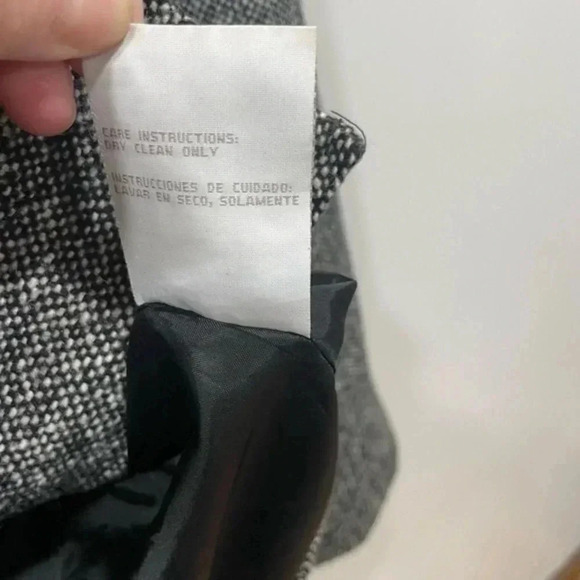 CARE INSTRUCTIONS:
DRY CLEAN ONLY
INSTRUCCIONES DE CUIDADO:
LAVAR EN SECO, SOLAMENTE